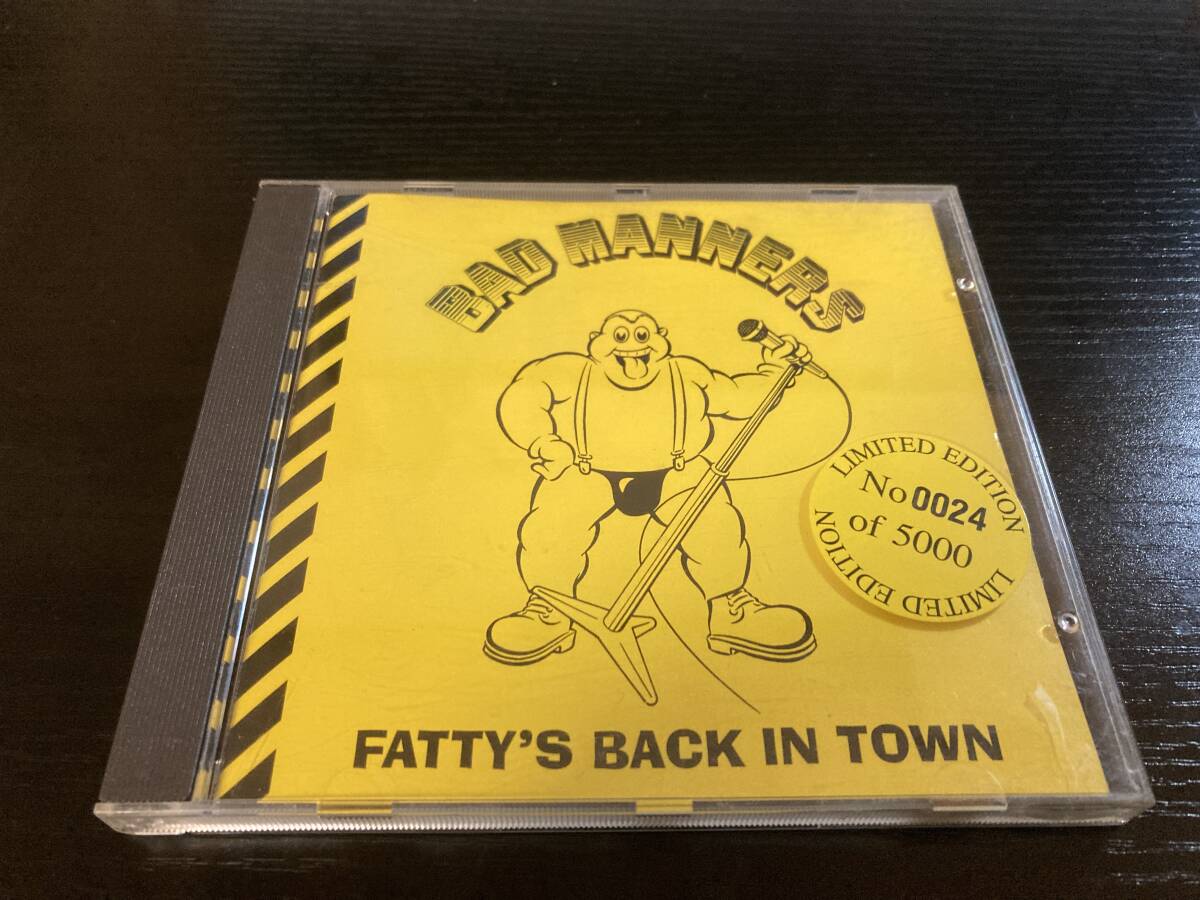 BAD MANNERS
LIMITED EDITION
No 0024
of 5000
LIMITED EDITION
FATTY'S BACK IN TOWN